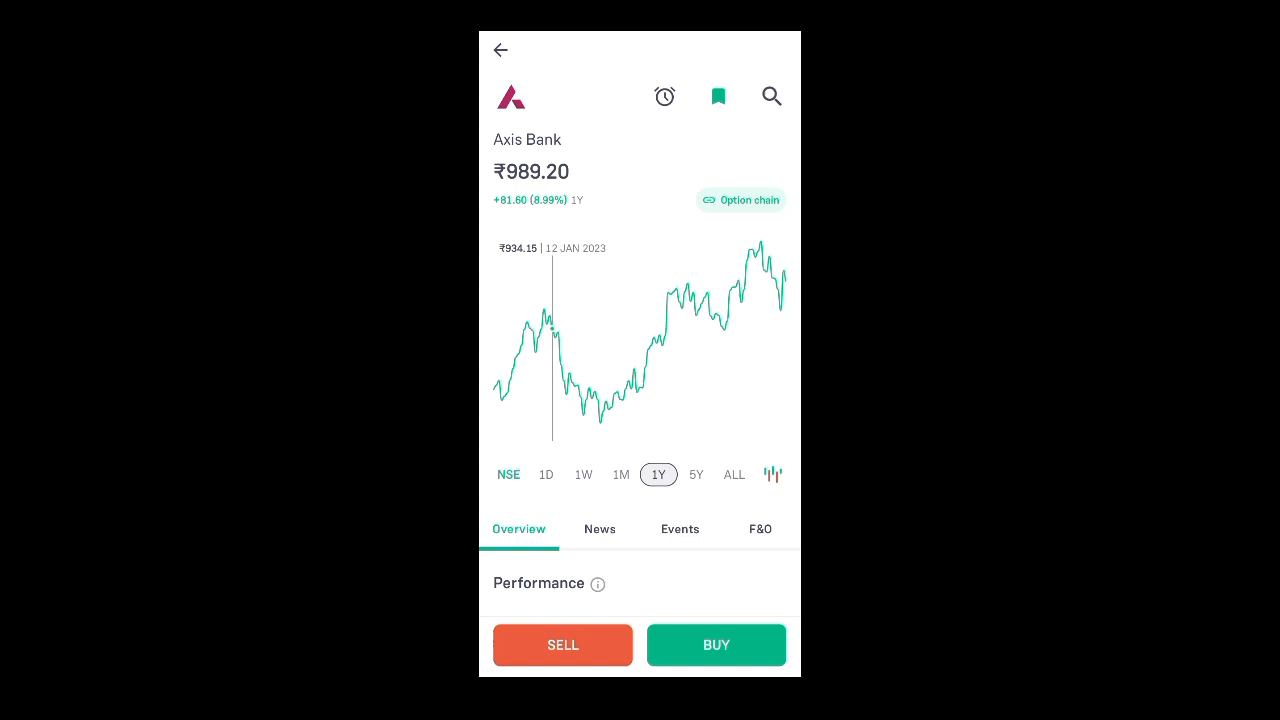 Axis Bank
₹989.20
+81.60 (8.99%) 1Y
Option chain
₹934.15 | 12 JAN 2023
NSE 1D 1W 1M 1Y 5Y ALL
Overview News Events F&O
Performance
SELL BUY